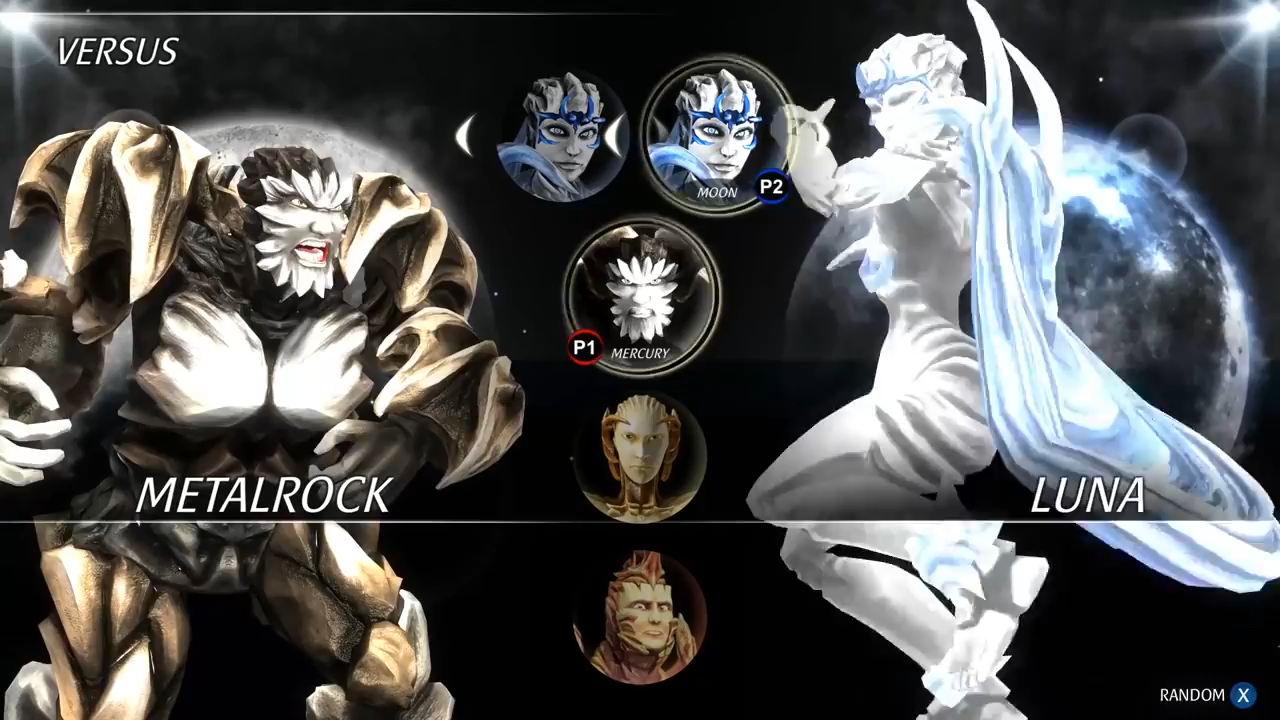 VERSUS
MOON
P2
P1
MERCURY
METALROCK
LUNA
RANDOM X